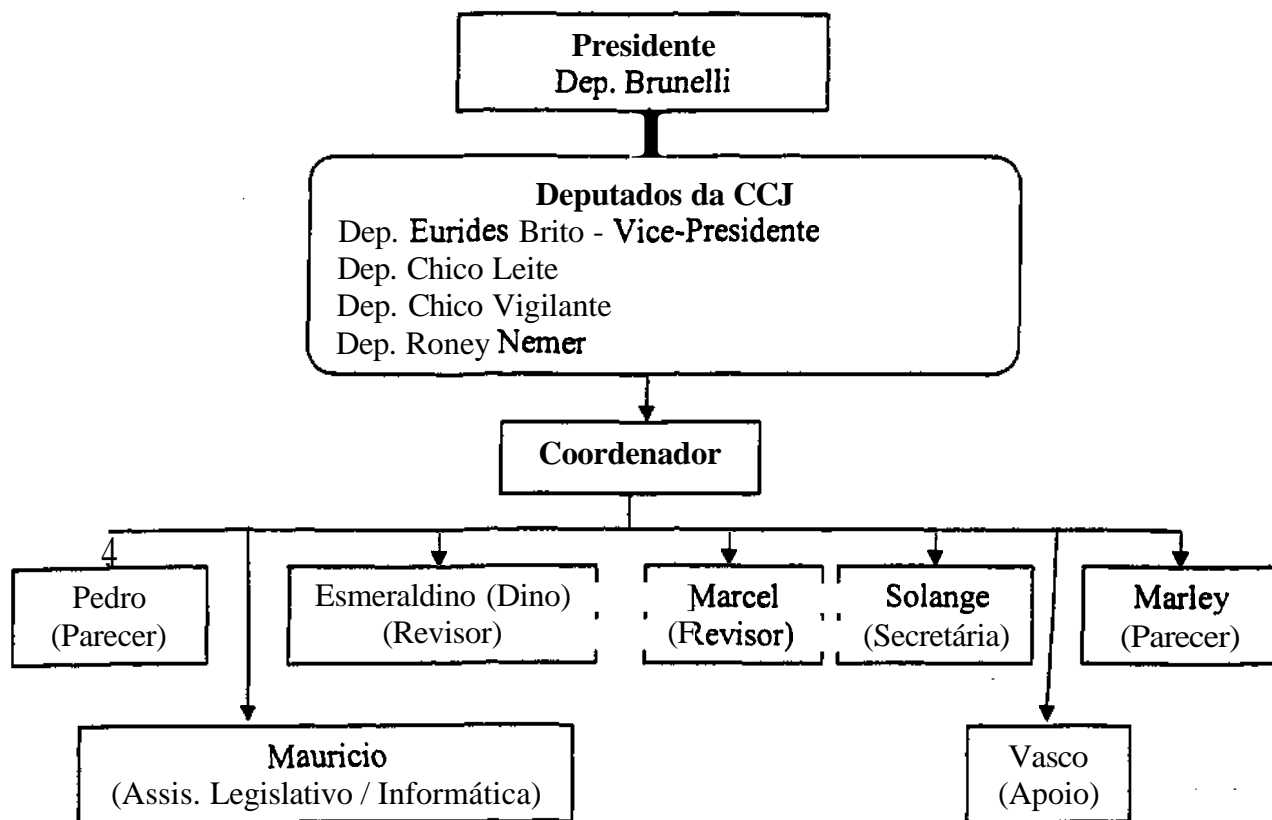 Presidente
Dep. Brunelli
Deputados da CCJ
Dep. Eurides Brito - Vice-Presidente
Dep. Chico Leite
Dep. Chico Vigilante
Dep. Roney Nemer
Coordenador
4
Pedro
(Parecer)
Esmeraldino (Dino)
(Revisor)
Marcel
(Revisor)
Solange
(Secretária)
Marley
(Parecer)
Mauricio
(Assis. Legislativo / Informática)
Vasco
(Apoio)